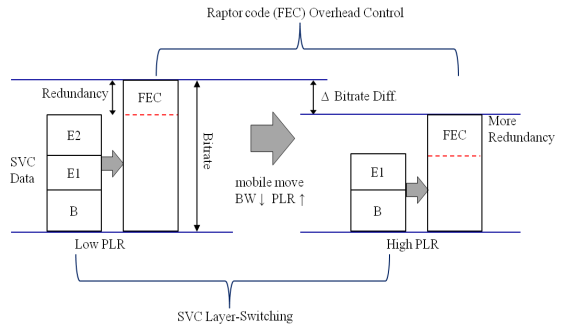 Raptor code (FEC) Overhead Control
Redundancy
FEC
Δ Bitrate Diff.
E2
E1
B
SVC
Data
Bitrate
mobile move
BW↓ PLR↑
More
Redundancy
FEC
E1
B
Low PLR
High PLR
SVC Layer-Switching